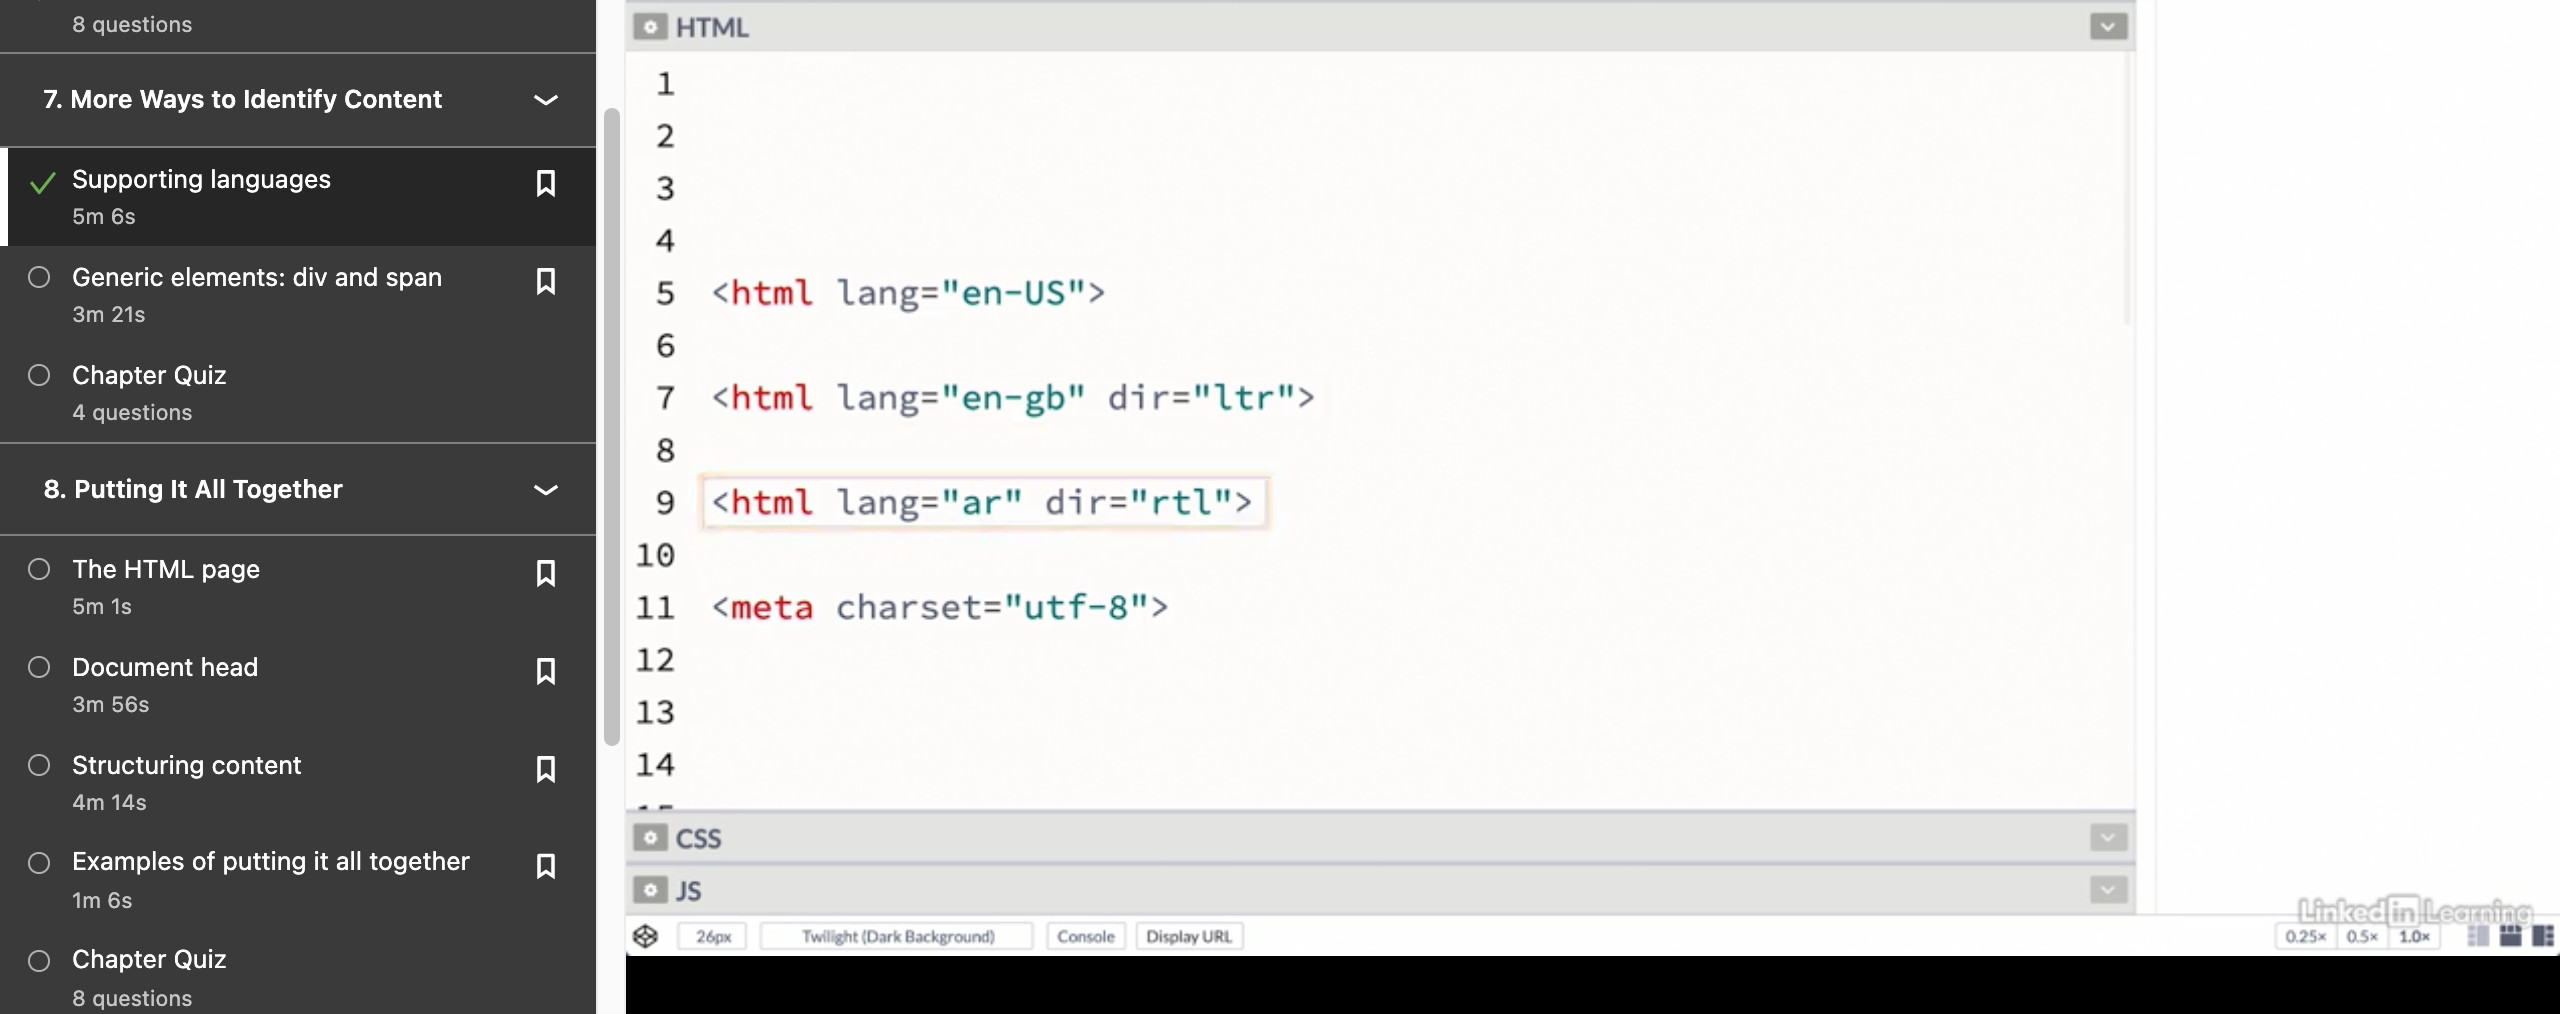 8 questions
7. More Ways to Identify Content
Supporting languages
5m 6s
Generic elements: div and span
3m 21s
Chapter Quiz
4 questions
8. Putting It All Together
The HTML page
5m 1s
Document head
3m 56s
Structuring content
4m 14s
Examples of putting it all together
1m 6s
Chapter Quiz
8 questions
HTML
1
2
3
4
5 <html lang="en-US">
6
7 <html lang="en-gb" dir="ltr">
8
9 <html lang="ar" dir="rtl">
10
11 <meta charset="utf-8">
12
13
14
CSS
JS
26px Twilight (Dark Background) Console Display URL
LinkedIn Learning
0.25× 0.5× 1.0×